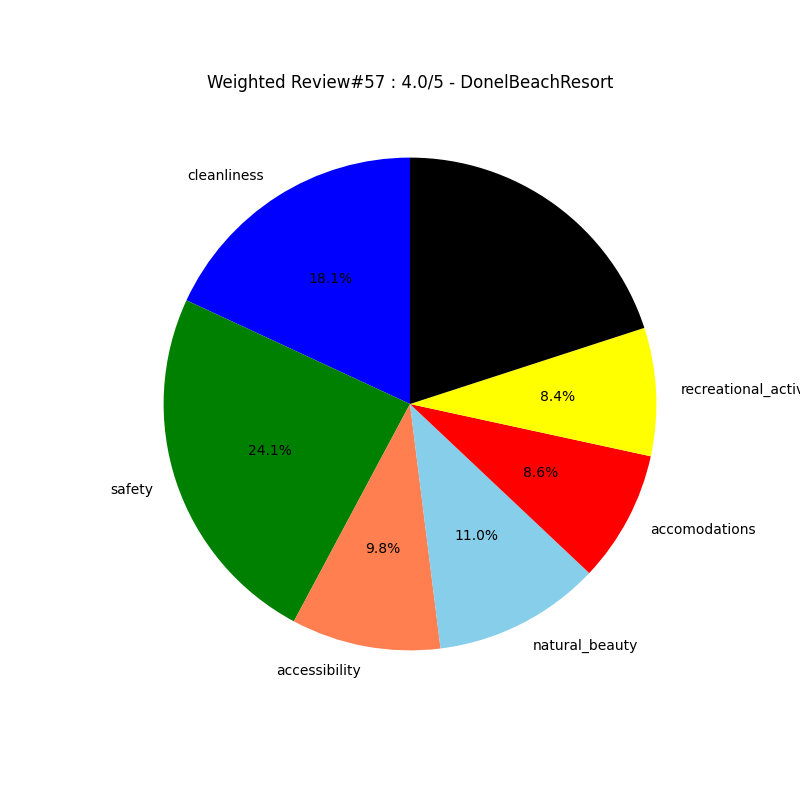 Weighted Review#57 : 4.0/5 - DonelBeachResort
cleanliness
18.1%
recreational_activ
8.4%
24.1%
8.6%
safety
accomodations
11.0%
9.8%
natural_beauty
accessibility